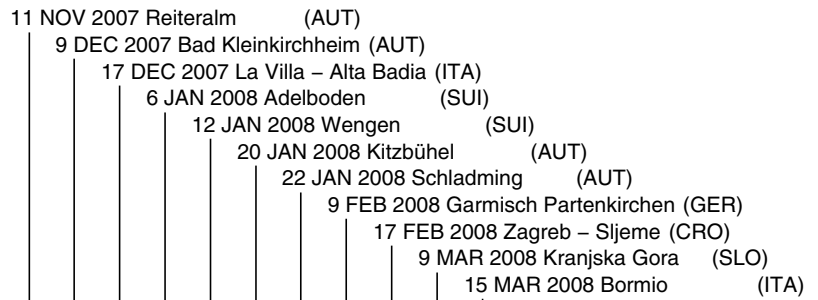 11 NOV 2007 Reiteralm (AUT)
9 DEC 2007 Bad Kleinkirchheim (AUT)
17 DEC 2007 La Villa – Alta Badia (ITA)
6 JAN 2008 Adelboden (SUI)
12 JAN 2008 Wengen (SUI)
20 JAN 2008 Kitzbühel (AUT)
22 JAN 2008 Schladming (AUT)
9 FEB 2008 Garmisch Partenkirchen (GER)
17 FEB 2008 Zagreb – Sljeme (CRO)
9 MAR 2008 Kranjska Gora (SLO)
15 MAR 2008 Bormio (ITA)